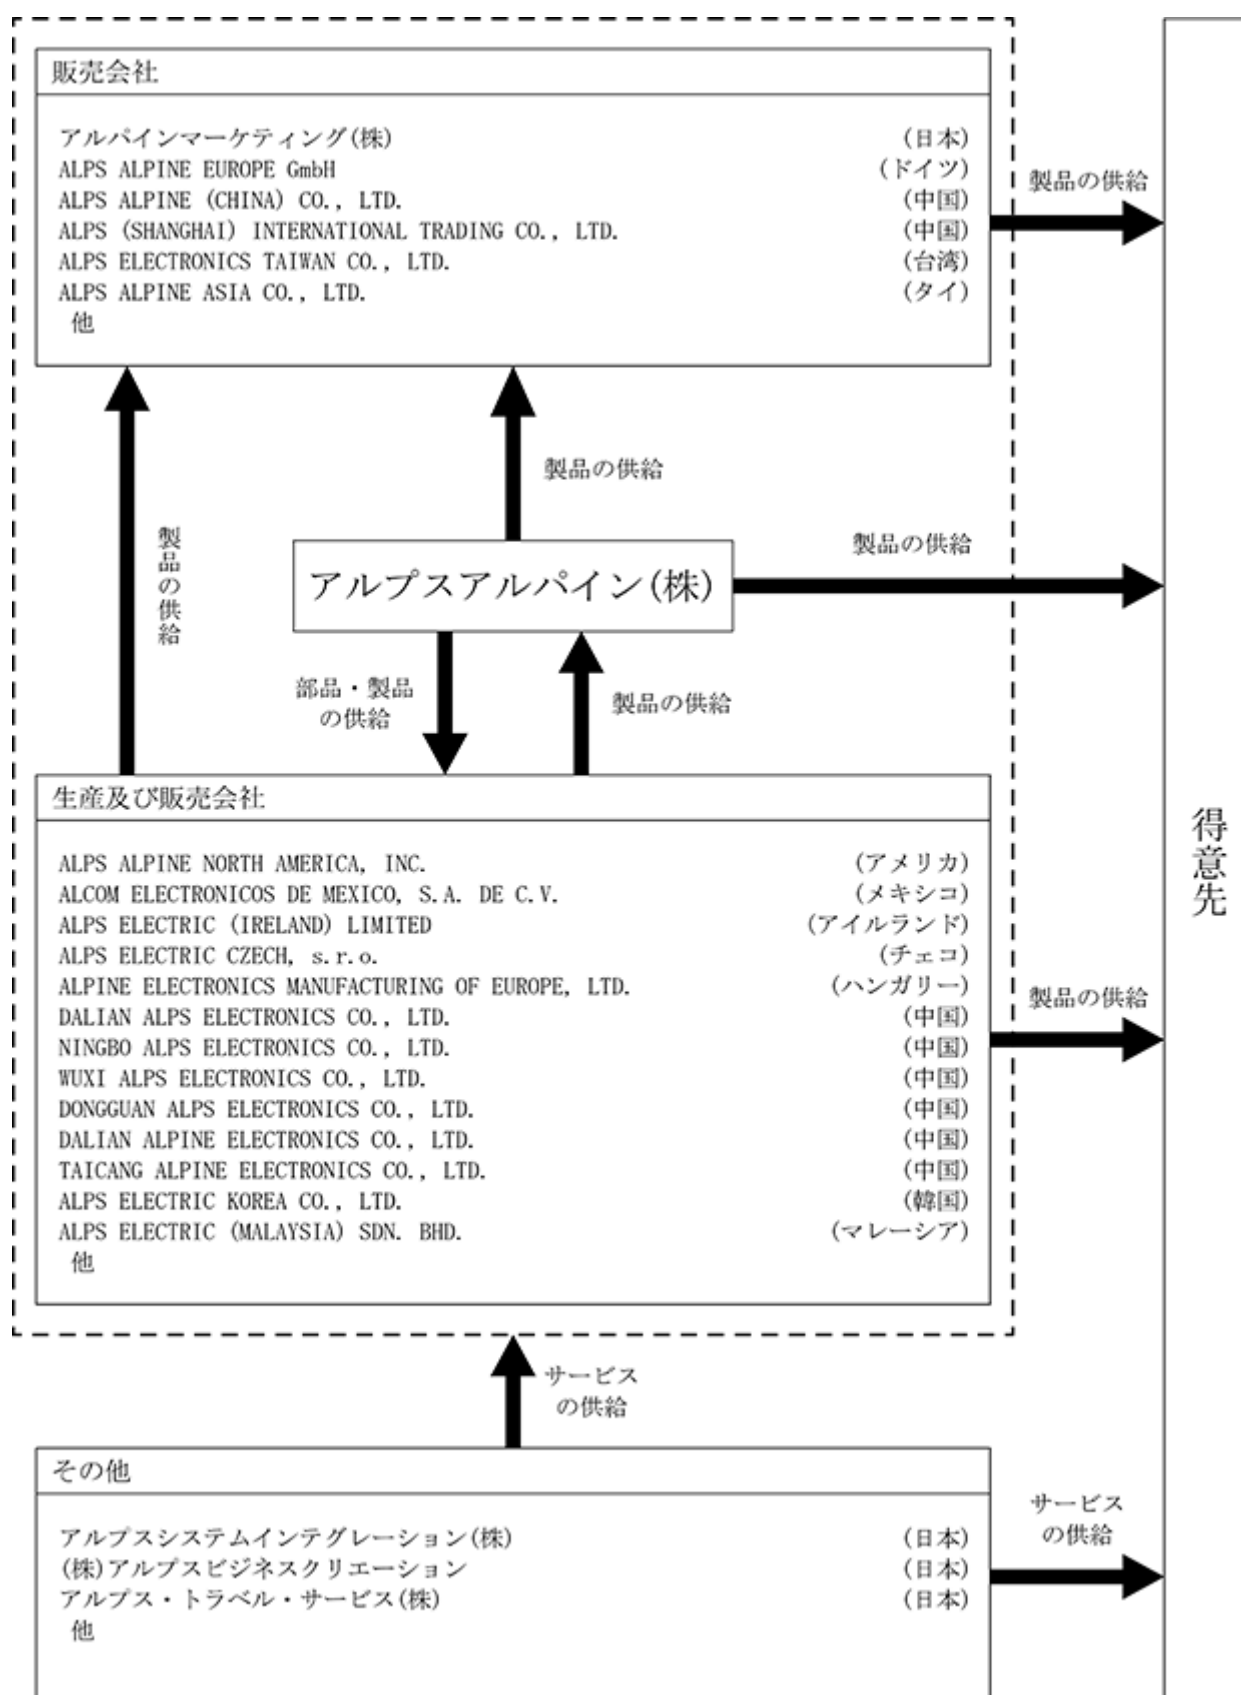 販売会社
アルパインマーケティング(株) (日本)
ALPS ALPINE EUROPE GmbH (ドイツ)
ALPS ALPINE (CHINA) CO., LTD. (中国)
ALPS (SHANGHAI) INTERNATIONAL TRADING CO., LTD. (中国)
ALPS ELECTRONICS TAIWAN CO., LTD. (台湾)
ALPS ALPINE ASIA CO., LTD. (タイ)
他
製品の供給
製品の供給
製品の供給
製品の供給
アルプスアルパイン(株)
部品・製品
の供給
製品の供給
生産及び販売会社
ALPS ALPINE NORTH AMERICA, INC. (アメリカ)
ALCOM ELECTRONICOS DE MEXICO, S.A. DE C.V. (メキシコ)
ALPS ELECTRIC (IRELAND) LIMITED (アイルランド)
ALPS ELECTRIC CZECH, s.r.o. (チェコ)
ALPINE ELECTRONICS MANUFACTURING OF EUROPE, LTD. (ハンガリー)
DALIAN ALPS ELECTRONICS CO., LTD. (中国)
NINGBO ALPS ELECTRONICS CO., LTD. (中国)
WUXI ALPS ELECTRONICS CO., LTD. (中国)
DONGGUAN ALPS ELECTRONICS CO., LTD. (中国)
DALIAN ALPINE ELECTRONICS CO., LTD. (中国)
TAICANG ALPINE ELECTRONICS CO., LTD. (中国)
ALPS ELECTRIC KOREA CO., LTD. (韓国)
ALPS ELECTRIC (MALAYSIA) SDN. BHD. (マレーシア)
他
製品の供給
得意先
サービス
の供給
その他
アルプスシステムインテグレーション(株) (日本)
(株)アルプスビジネスクリエーション (日本)
アルプス・トラベル・サービス(株) (日本)
他
サービス
の供給